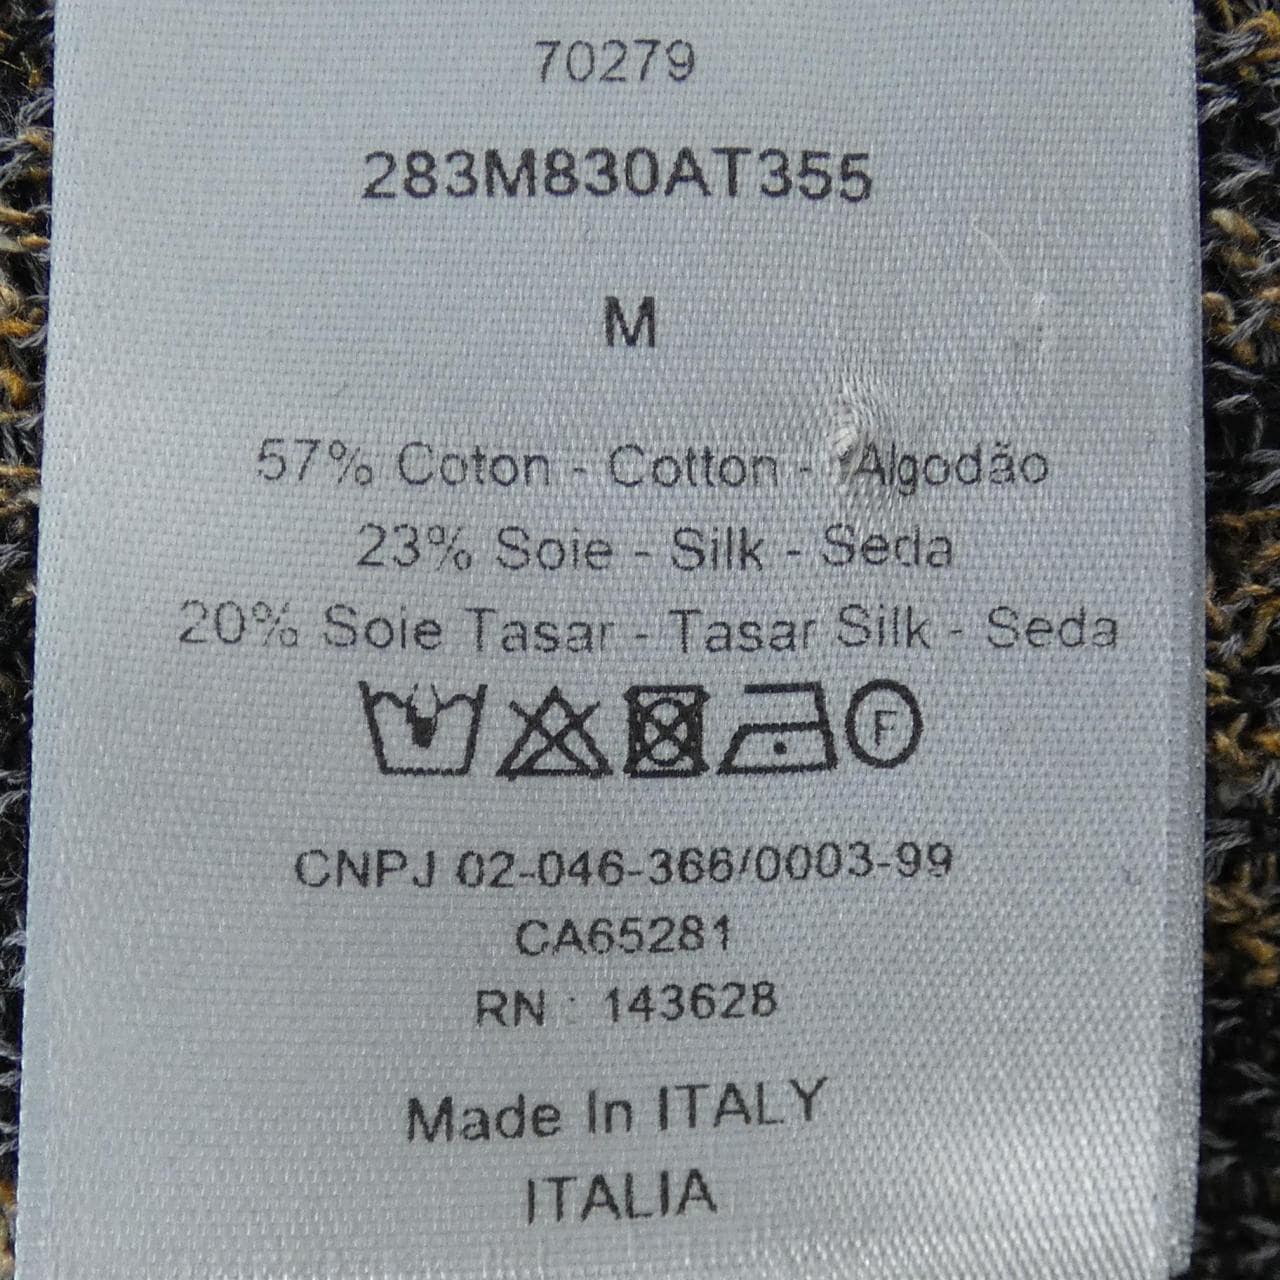 70279
283M830AT355
M
57% Coton - Cotton - Algodão
23% Soie - Silk - Seda
20% Soie Tasar - Tasar Silk - Seda
F
CNPJ 02-046-366/0003-99
CA65281
RN : 143628
Made In ITALY
ITALIA